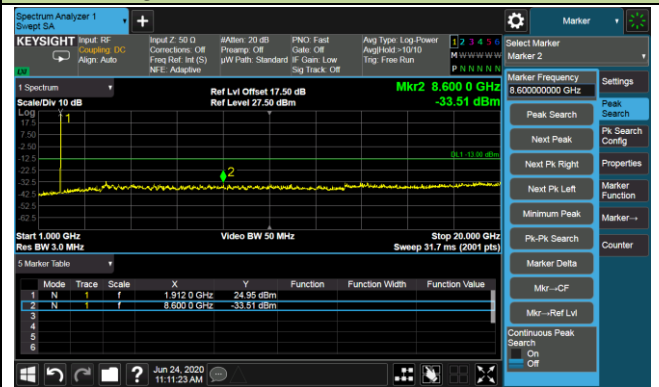 Spectrum Analyzer 1
Swept SA
Marker
KEYSIGHT
Input: RF
Coupling: DC
Align: Auto
Input Z: 50 Ω
Corrections: Off
Freq Ref: Int (S)
NFE: Adaptive
#Atten: 20 dB
Preamp: Off
µW Path: Standard
PNO: Fast
Gate: Off
IF Gain: Low
Sig Track: Off
Avg Type: Log-Power
Avg|Hold:>10/10
Trig: Free Run
1 2 3 4 5 6
M W W W W W
P N N N N N
Select Marker
Marker 2
1 Spectrum
Scale/Div 10 dB
Log
Ref Lvl Offset 17.50 dB
Ref Level 27.50 dBm
Mkr2 8.600 0 GHz
-33.51 dBm
17.5
7.50
-2.50
-12.5
-22.5
-32.5
-42.5
-52.5
-62.5
1
2
DL1 -13.00 dBm
Start 1.000 GHz
Res BW 3.0 MHz
Video BW 50 MHz
Stop 20.000 GHz
Sweep 31.7 ms (2001 pts)
5 Marker Table
Mode Trace Scale X Y Function Function Width Function Value
1 N 1 f 1.912 0 GHz 24.95 dBm
2 N 1 f 8.600 0 GHz -33.51 dBm
3
4
5
6
Marker Frequency
8.600000000 GHz
Peak Search
Next Peak
Next Pk Right
Next Pk Left
Minimum Peak
Pk-Pk Search
Marker Delta
Mkr→CF
Mkr→Ref Lvl
Continuous Peak
Search
On
Off
Settings
Peak
Search
Pk Search
Config
Properties
Marker
Function
Marker→
Counter
?
Jun 24, 2020
11:11:23 AM